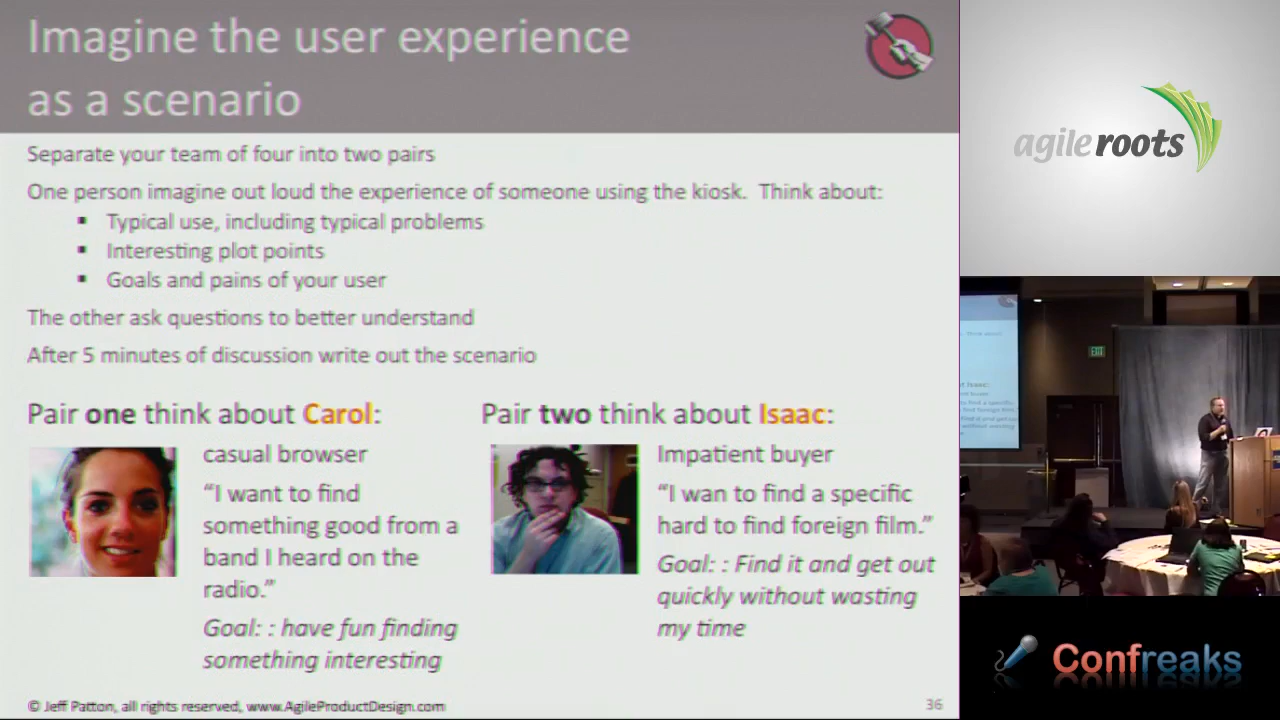 Imagine the user experience
as a scenario
Separate your team of four into two pairs
One person imagine out loud the experience of someone using the kiosk.  Think about:
▪ Typical use, including typical problems
▪ Interesting plot points
▪ Goals and pains of your user
The other ask questions to better understand
After 5 minutes of discussion write out the scenario
Pair one think about Carol:
casual browser
“I want to find
something good from a
band I heard on the
radio.”
Goal: : have fun finding
something interesting
Pair two think about Isaac:
Impatient buyer
“I wan to find a specific
hard to find foreign film.”
Goal: : Find it and get out
quickly without wasting
my time
© Jeff Patton, all rights reserved, www.AgileProductDesign.com
36
agile roots
EXIT
Confreaks